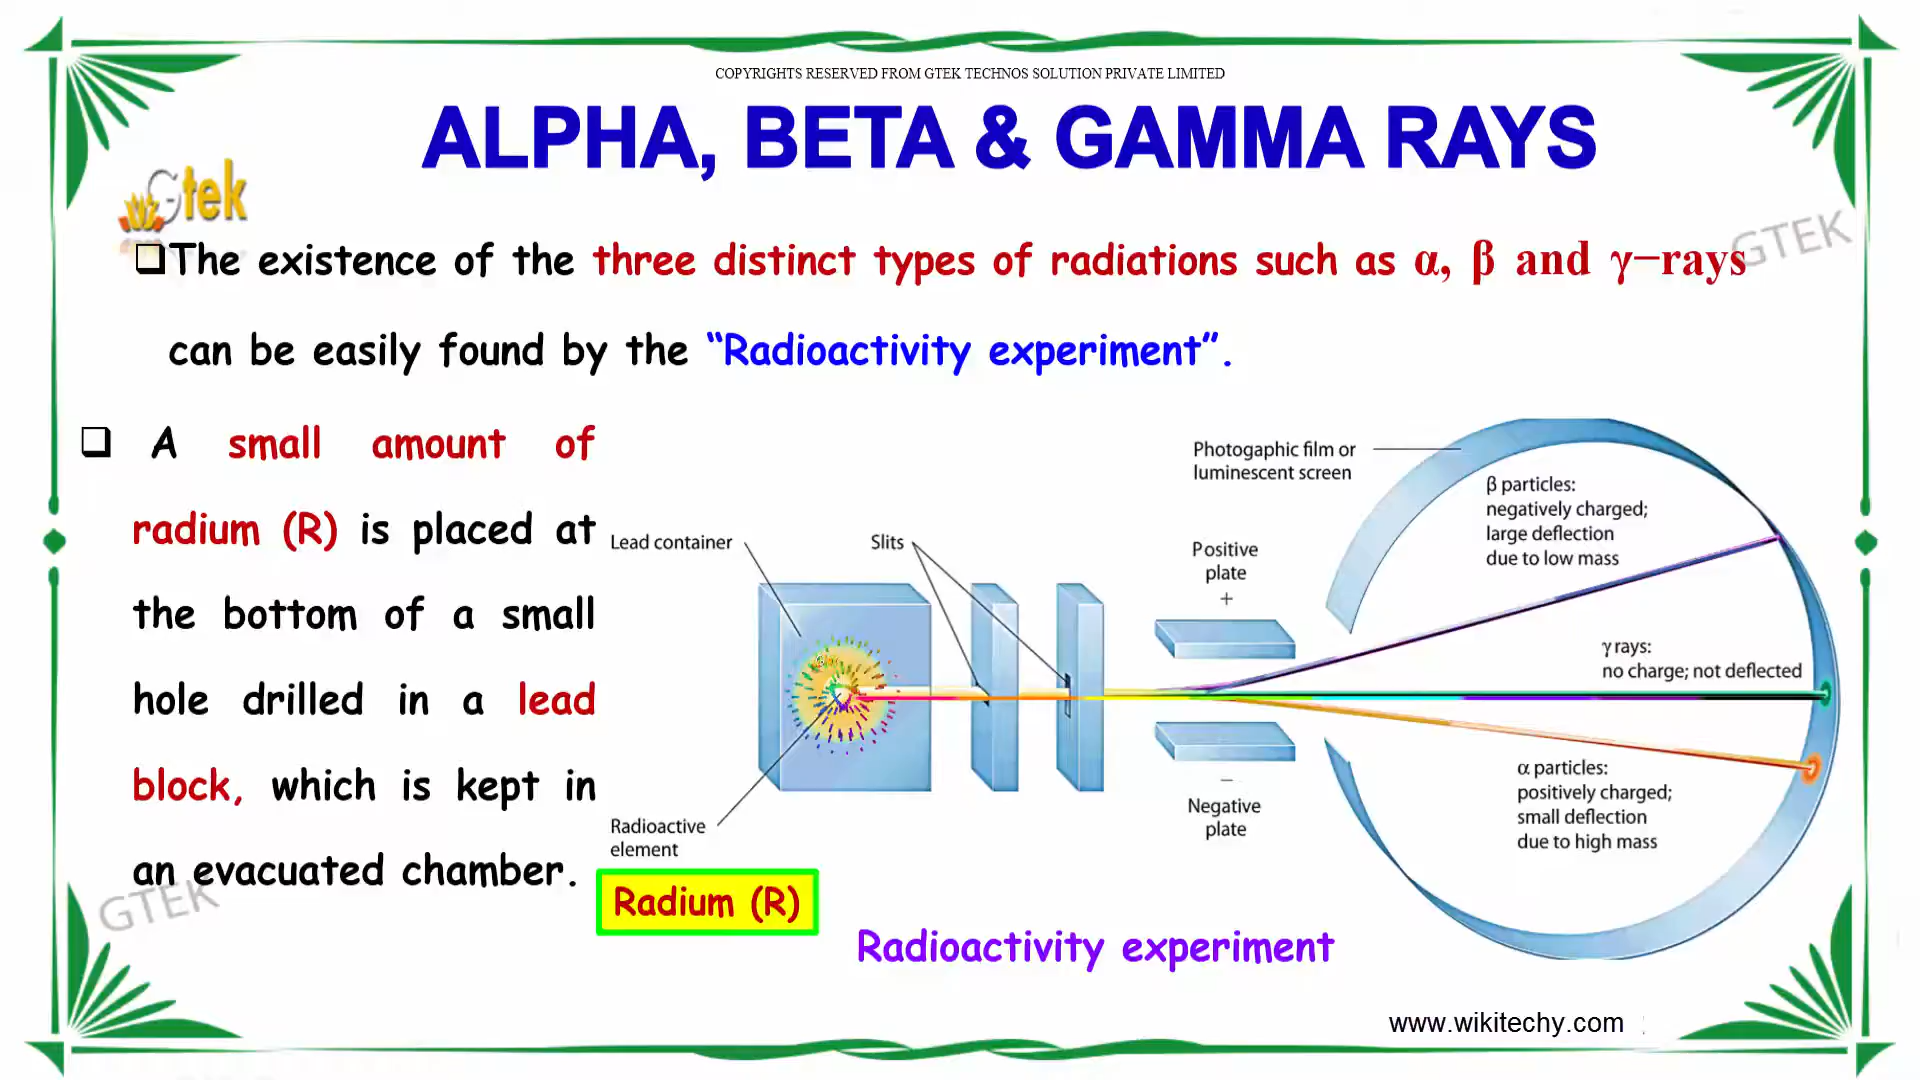 COPYRIGHTS RESERVED FROM GTEK TECHNOS SOLUTION PRIVATE LIMITED
ALPHA, BETA & GAMMA RAYS
Gtek
GTEK
❑The existence of the three distinct types of radiations such as α, β and γ−rays
can be easily found by the “Radioactivity experiment”.
❑ A small amount of
radium (R) is placed at
the bottom of a small
hole drilled in a lead
block, which is kept in
an evacuated chamber.
GTEK
Photogaphic film or
luminescent screen
β particles:
negatively charged;
large deflection
due to low mass
Lead container
Slits
Positive
plate
+
γ rays:
no charge; not deflected
α particles:
positively charged;
small deflection
due to high mass
−
Negative
plate
Radioactive
element
Radium (R)
Radioactivity experiment
www.wikitechy.com